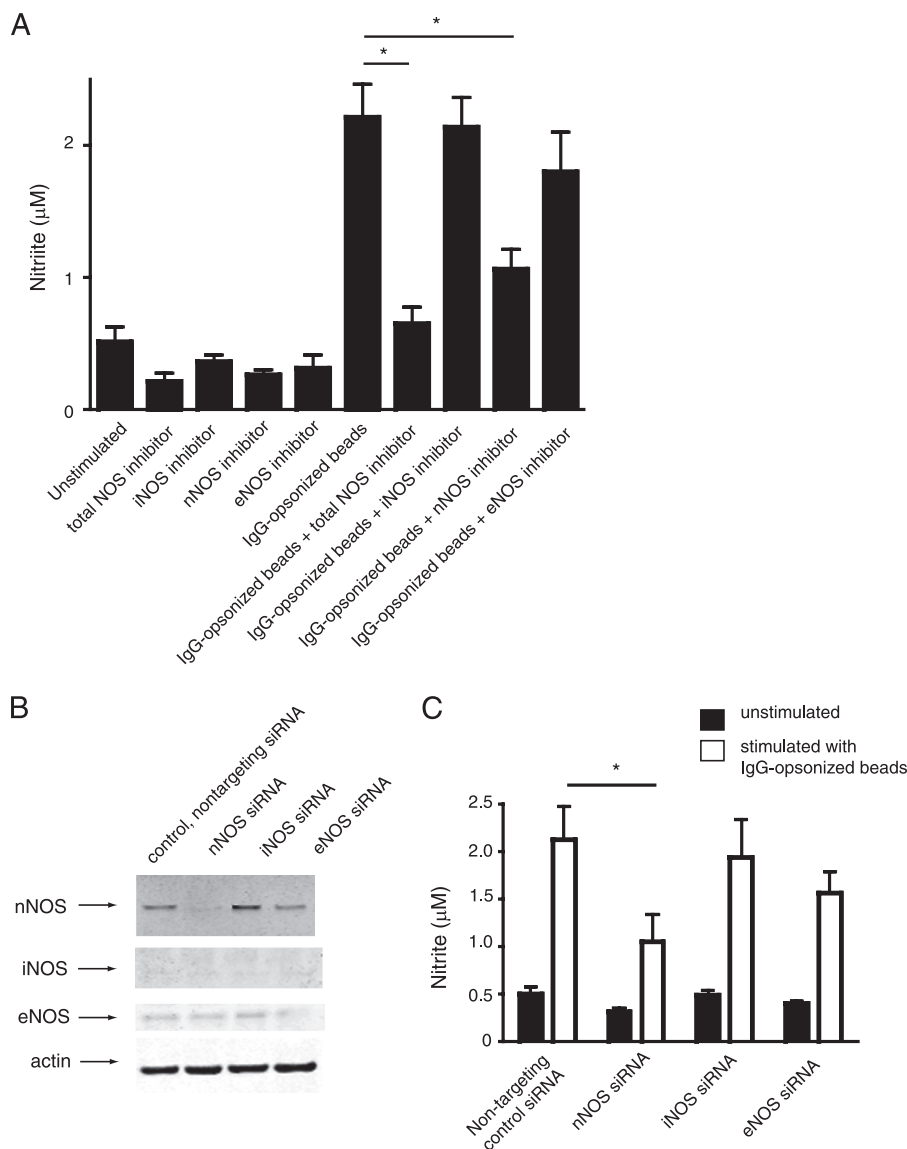 A
*
*
Nitriite (μM)
2
1
0
Unstimulated
total NOS inhibitor
iNOS inhibitor
nNOS inhibitor
eNOS inhibitor
IgG-opsonized beads
IgG-opsonized beads + total NOS inhibitor
IgG-opsonized beads + iNOS inhibitor
IgG-opsonized beads + nNOS inhibitor
IgG-opsonized beads + eNOS inhibitor
B
control, nontargeting siRNA
nNOS siRNA
iNOS siRNA
eNOS siRNA
nNOS
iNOS
eNOS
actin
C
unstimulated
stimulated with
IgG-opsonized beads
*
Nitrite (μM)
2.5
2.0
1.5
1.0
0.5
0
Non-targeting
control siRNA
nNOS siRNA
iNOS siRNA
eNOS siRNA